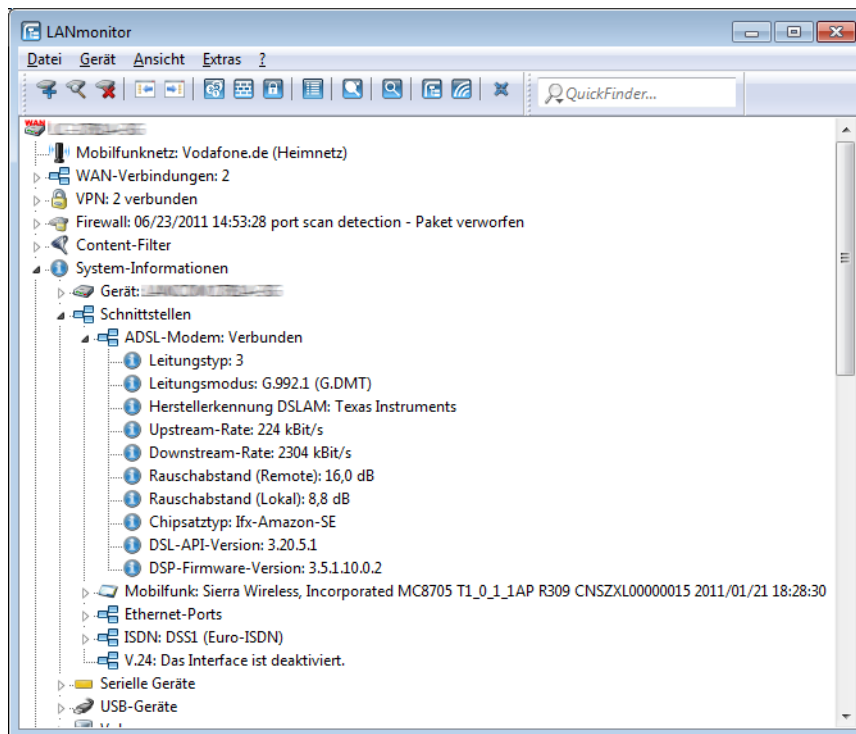 LANmonitor
Datei Gerät Ansicht Extras ?
QuickFinder...
WAN
Mobilfunknetz: Vodafone.de (Heimnetz)
WAN-Verbindungen: 2
VPN: 2 verbunden
Firewall: 06/23/2011 14:53:28 port scan detection - Paket verworfen
Content-Filter
System-Informationen
Gerät:
Schnittstellen
ADSL-Modem: Verbunden
Leitungstyp: 3
Leitungsmodus: G.992.1 (G.DMT)
Herstellerkennung DSLAM: Texas Instruments
Upstream-Rate: 224 kBit/s
Downstream-Rate: 2304 kBit/s
Rauschabstand (Remote): 16,0 dB
Rauschabstand (Lokal): 8,8 dB
Chipsatztyp: Ifx-Amazon-SE
DSL-API-Version: 3.20.5.1
DSP-Firmware-Version: 3.5.1.10.0.2
Mobilfunk: Sierra Wireless, Incorporated MC8705 T1_0_1_1AP R309 CNSZXL00000015 2011/01/21 18:28:30
Ethernet-Ports
ISDN: DSS1 (Euro-ISDN)
V.24: Das Interface ist deaktiviert.
Serielle Geräte
USB-Geräte